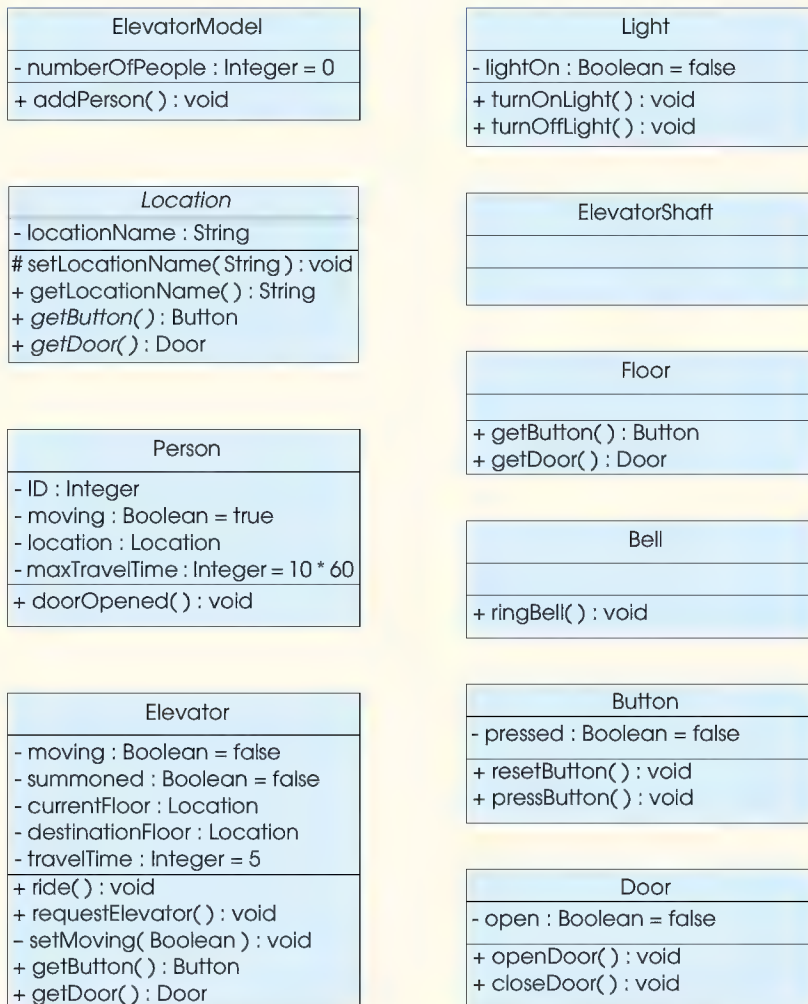 ElevatorModel
- numberOfPeople : Integer = 0
+ addPerson( ) : void
Location
- locationName : String
# setLocationName( String ) : void
+ getLocationName( ) : String
+ getButton( ) : Button
+ getDoor( ) : Door
Person
- ID : Integer
- moving : Boolean = true
- location : Location
- maxTravelTime : Integer = 10 * 60
+ doorOpened( ) : void
Elevator
- moving : Boolean = false
- summoned : Boolean = false
- currentFloor : Location
- destinationFloor : Location
- travelTime : Integer = 5
+ ride( ) : void
+ requestElevator( ) : void
– setMoving( Boolean ) : void
+ getButton( ) : Button
+ getDoor( ) : Door
Light
- lightOn : Boolean = false
+ turnOnLight( ) : void
+ turnOffLight( ) : void
ElevatorShaft
Floor
+ getButton( ) : Button
+ getDoor( ) : Door
Bell
+ ringBell( ) : void
Button
- pressed : Boolean = false
+ resetButton( ) : void
+ pressButton( ) : void
Door
- open : Boolean = false
+ openDoor( ) : void
+ closeDoor( ) : void